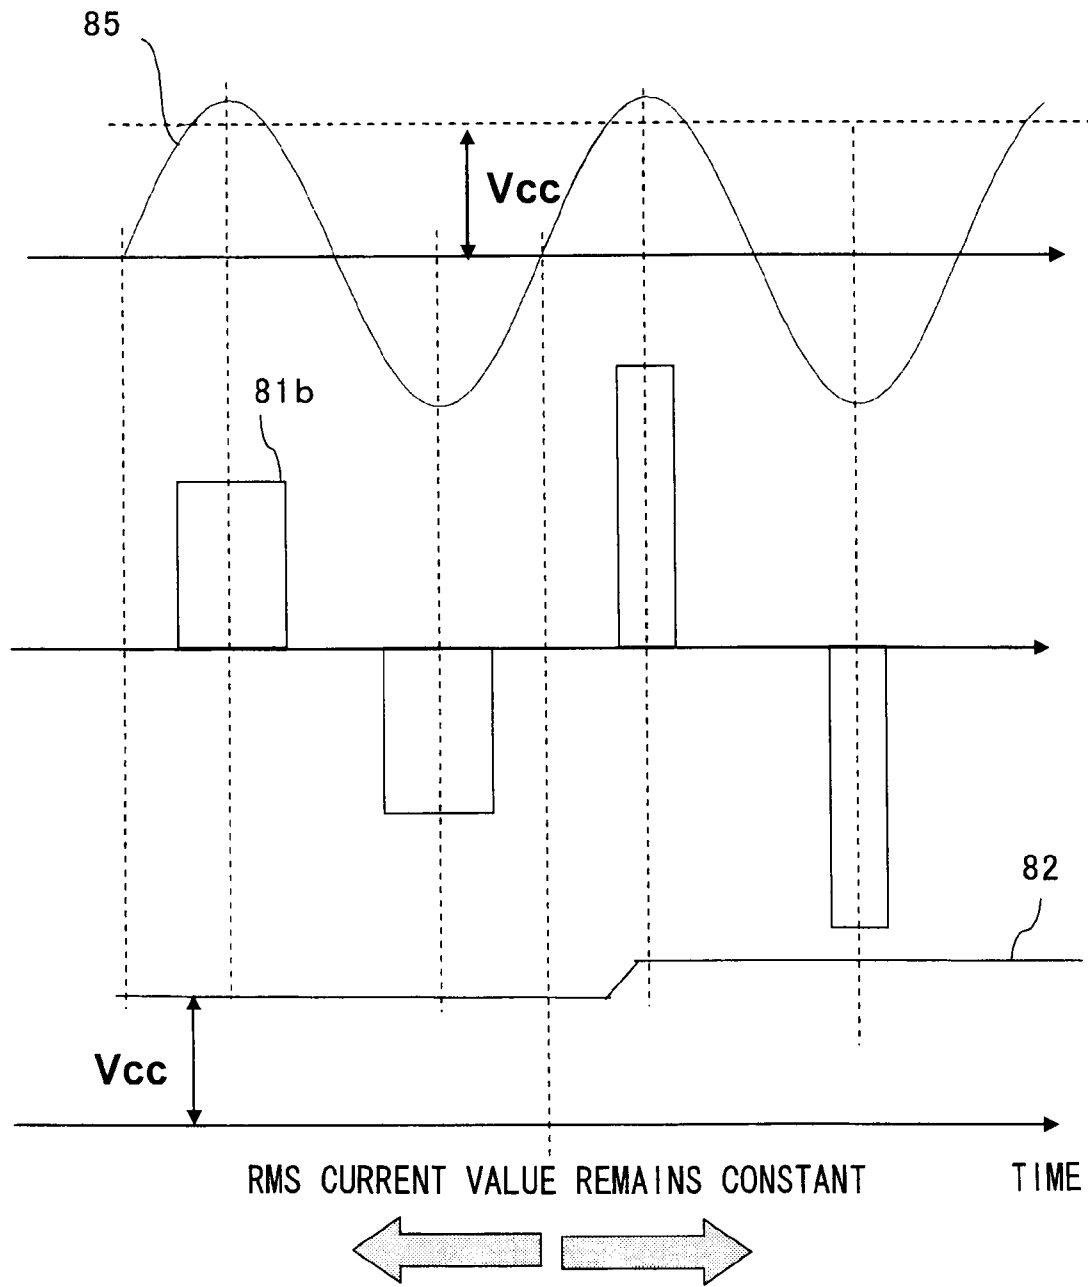 85
Vcc
81b
82
Vcc
RMS CURRENT VALUE REMAINS CONSTANT
TIME